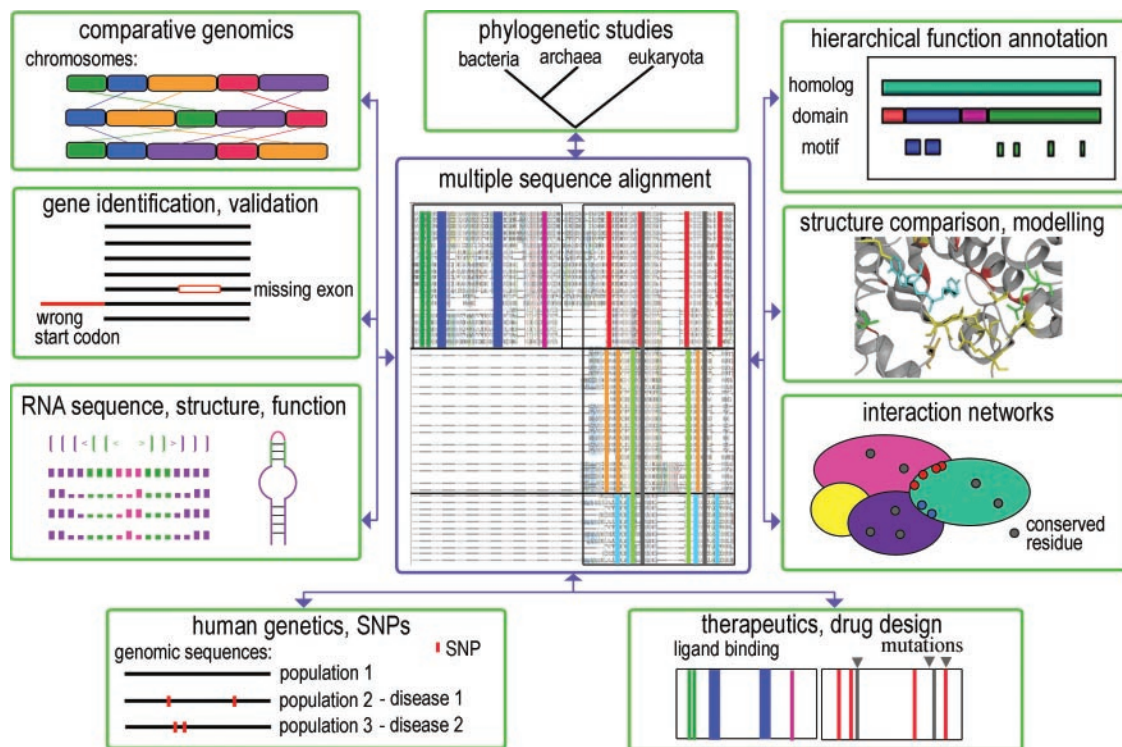 comparative genomics
chromosomes:
phylogenetic studies
bacteria archaea eukaryota
hierarchical function annotation
homolog
domain
motif
gene identification, validation
missing exon
wrong
start codon
multiple sequence alignment
structure comparison, modelling
RNA sequence, structure, function
interaction networks
conserved
residue
human genetics, SNPs
genomic sequences:
SNP
population 1
population 2 - disease 1
population 3 - disease 2
therapeutics, drug design
ligand binding
mutations